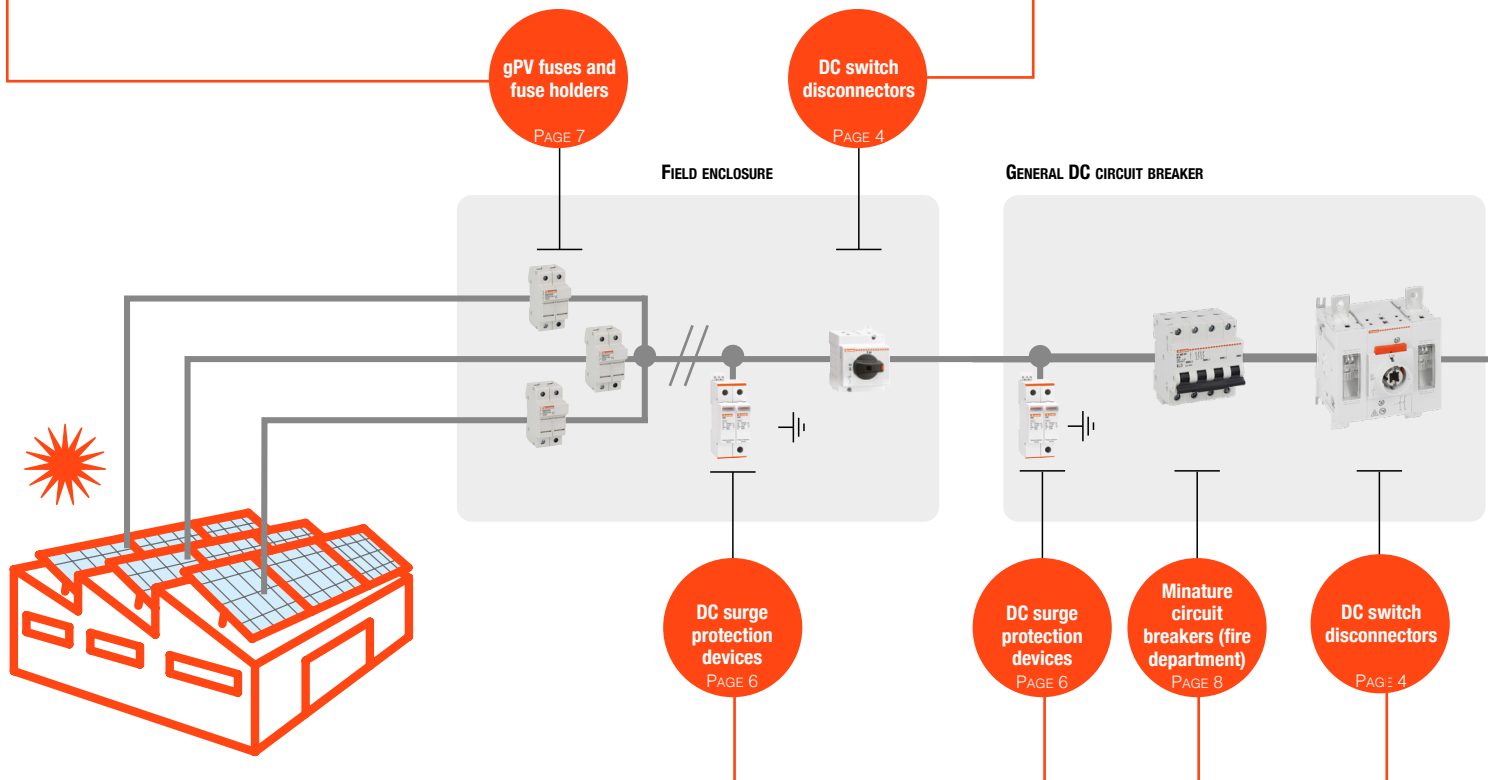 gPV fuses and
fuse holders
PAGE 7
DC switch
disconnectors
PAGE 4
FIELD ENCLOSURE
GENERAL DC CIRCUIT BREAKER
DC surge
protection
devices
PAGE 6
DC surge
protection
devices
PAGE 6
Minature
circuit
breakers (fire
department)
PAGE 8
DC switch
disconnectors
PAGE 4